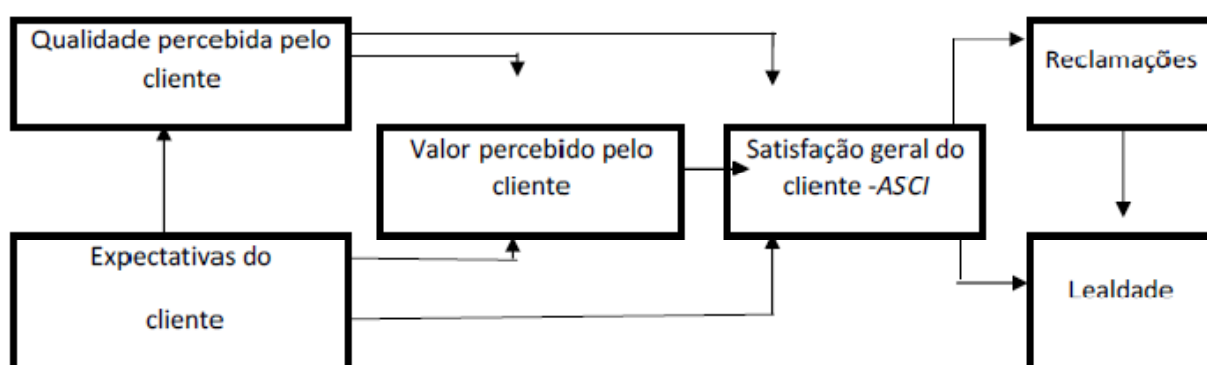 Qualidade percebida pelo
cliente
Reclamações
Valor percebido pelo
cliente
Satisfação geral do
cliente -ASCI
Expectativas do
cliente
Lealdade